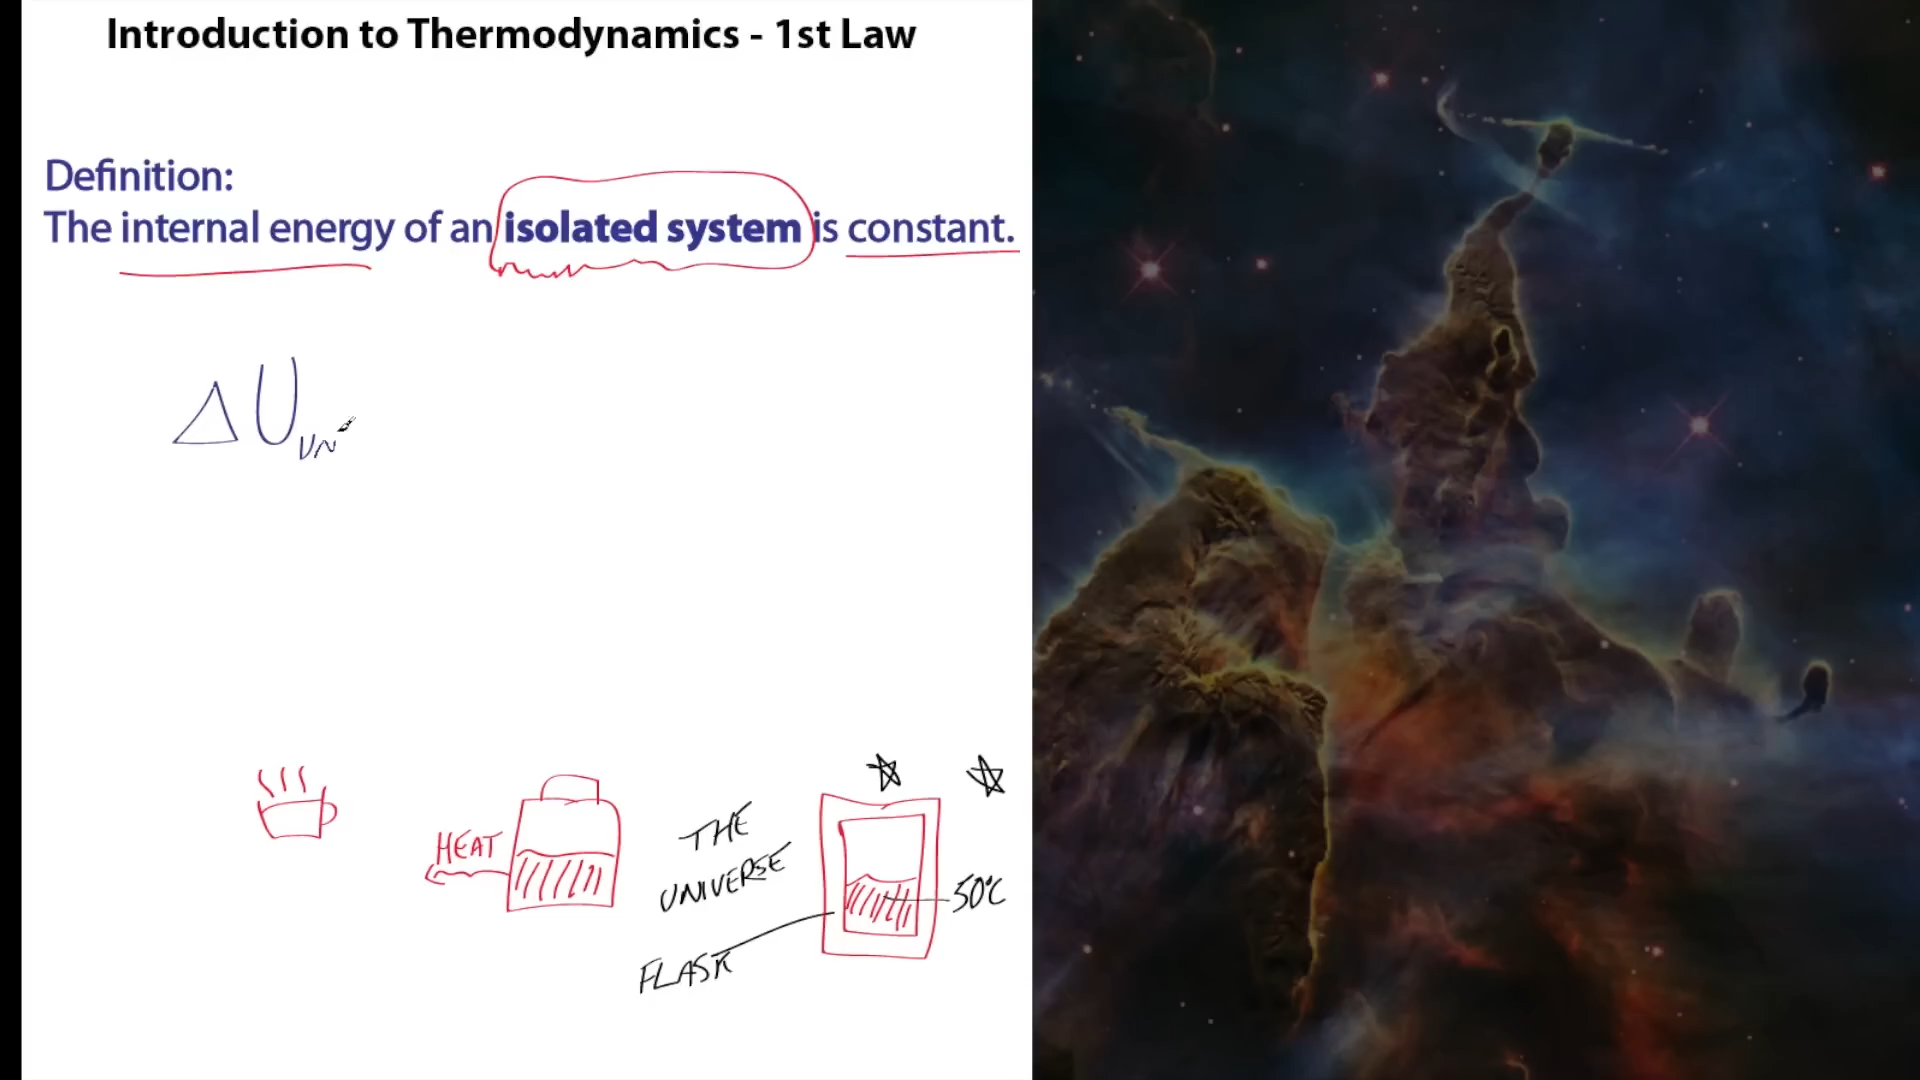 Introduction to Thermodynamics - 1st Law
Definition:
The internal energy of an isolated system is constant.
ΔU UN
HEAT
THE
UNIVERSE
50°C
FLASK